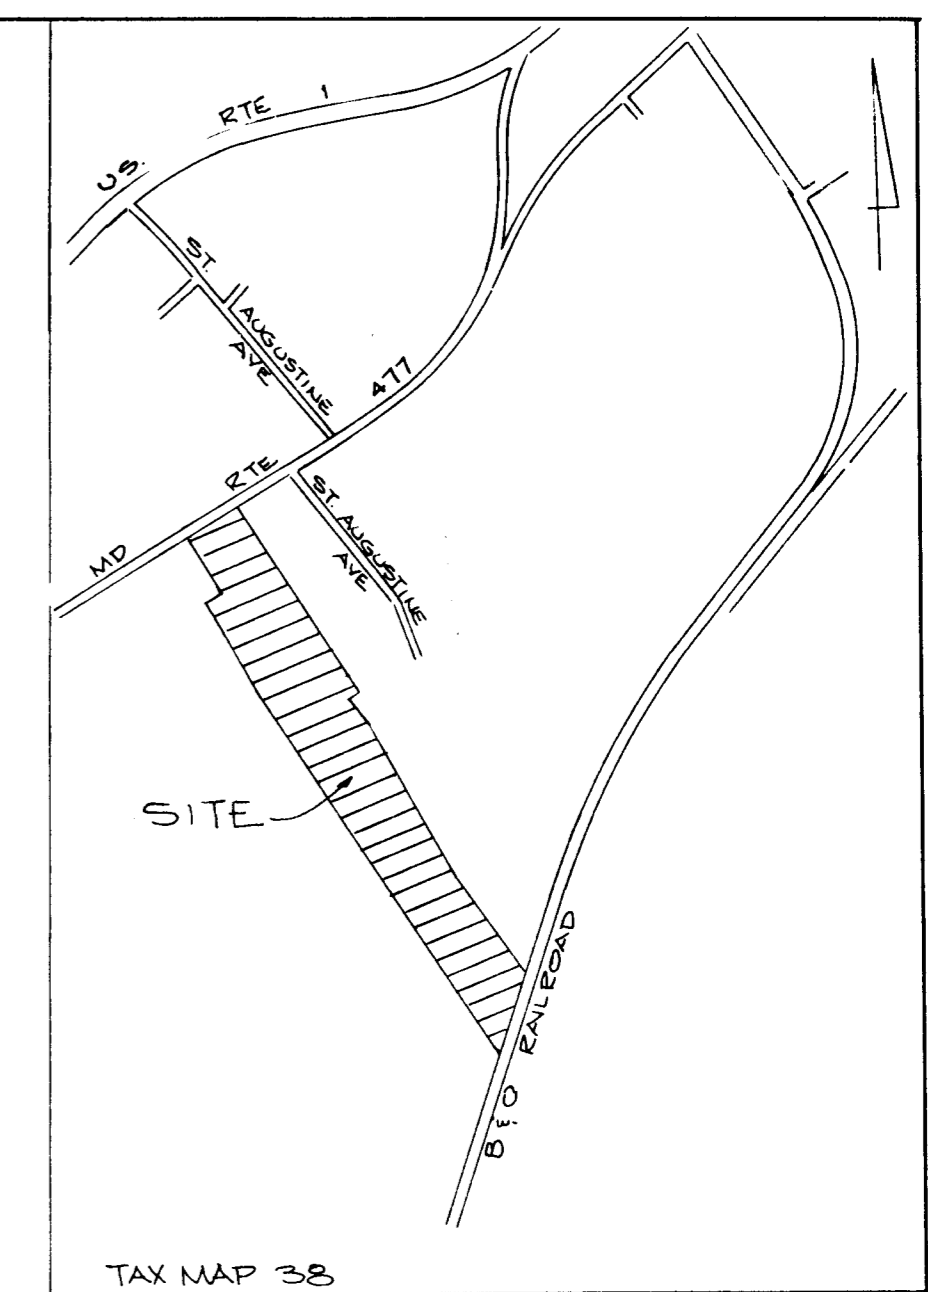 U.S. RTE 1
ST. AUGUSTINE
AVE
MD RTE 477
ST. AUGUSTINE
AVE
SITE
B & O RAILROAD
TAX MAP 38